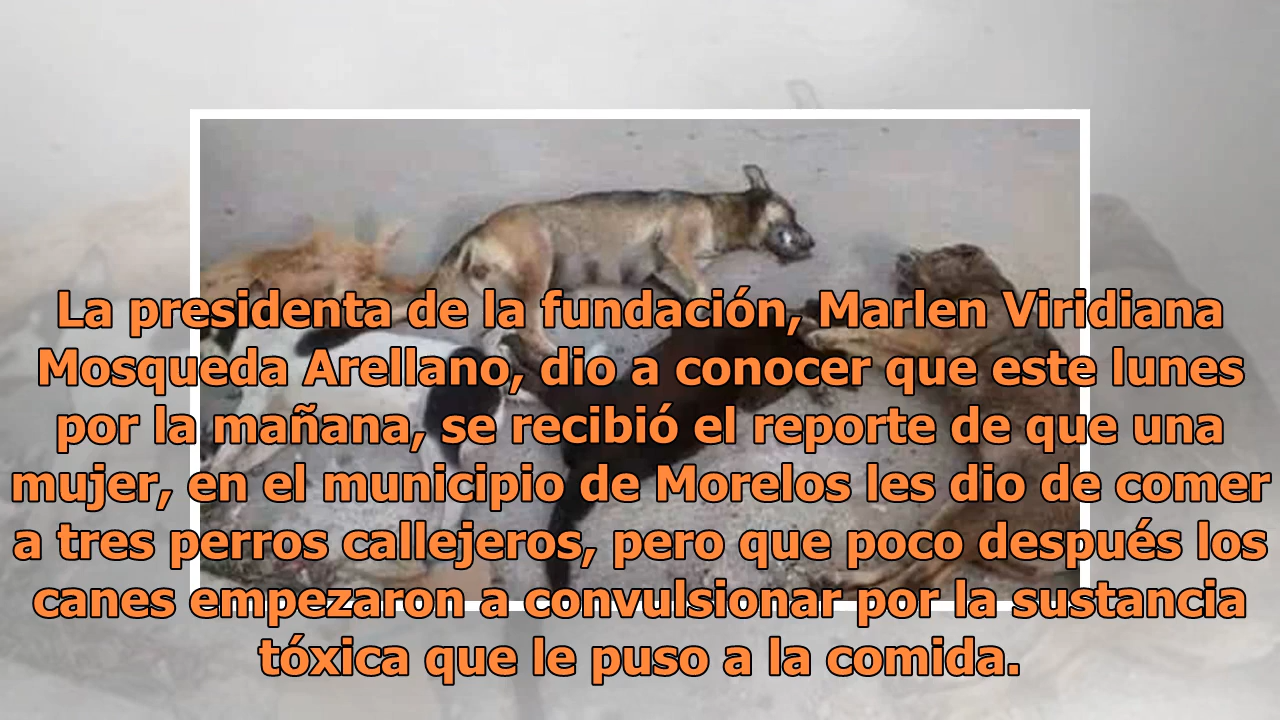 La presidenta de la fundación, Marlen Viridiana
Mosqueda Arellano, dio a conocer que este lunes
por la mañana, se recibió el reporte de que una
mujer, en el municipio de Morelos les dio de comer
a tres perros callejeros, pero que poco después los
canes empezaron a convulsionar por la sustancia
tóxica que le puso a la comida.